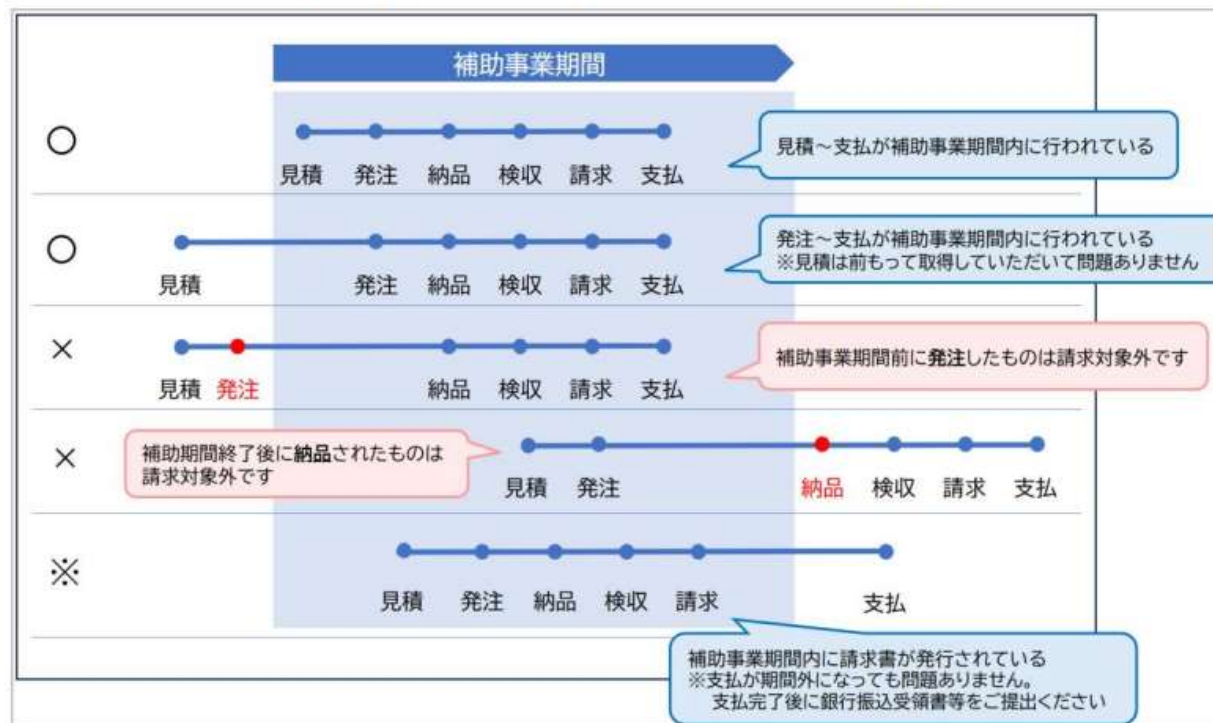 補助事業期間
○
見積 発注 納品 検収 請求 支払
見積～支払が補助事業期間内に行われている
○
見積 発注 納品 検収 請求 支払
発注～支払が補助事業期間内に行われている
※見積は前もって取得していただいて問題ありません
×
見積 発注 納品 検収 請求 支払
補助事業期間前に発注したものは請求対象外です
×
補助期間終了後に納品されたものは
請求対象外です
見積 発注 納品 検収 請求 支払
※
見積 発注 納品 検収 請求 支払
補助事業期間内に請求書が発行されている
※支払が期間外になっても問題ありません。
支払完了後に銀行振込受領書等をご提出ください